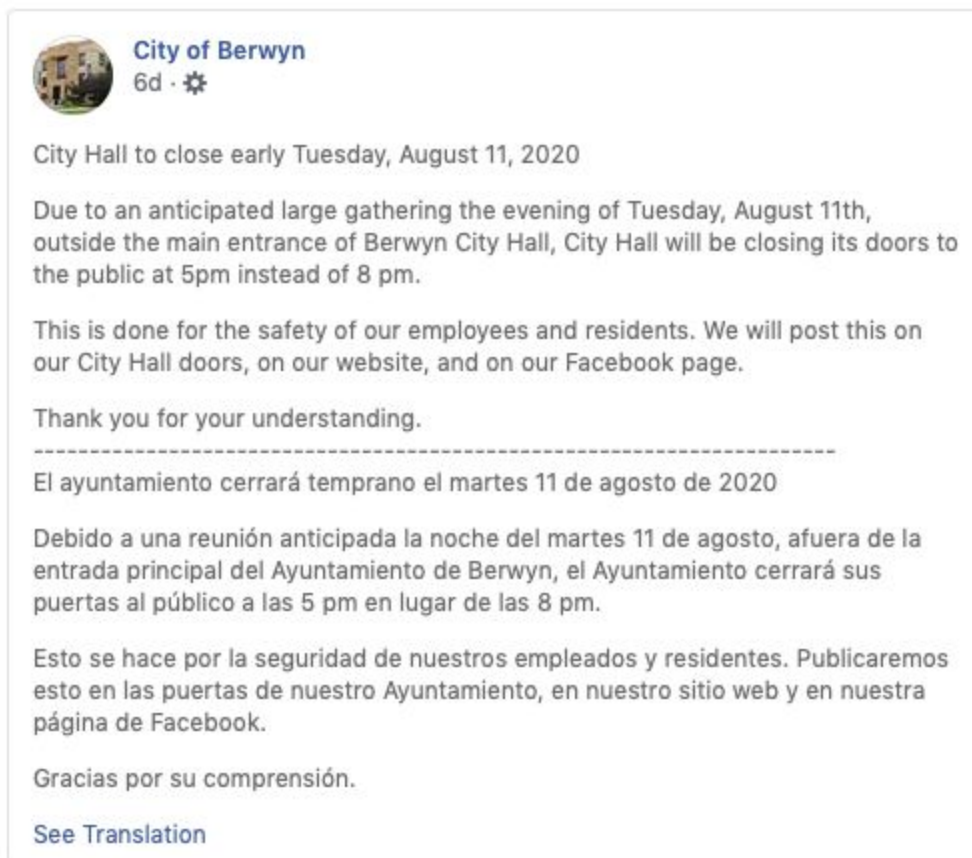 City of Berwyn
6d ·
City Hall to close early Tuesday, August 11, 2020
Due to an anticipated large gathering the evening of Tuesday, August 11th,
outside the main entrance of Berwyn City Hall, City Hall will be closing its doors to
the public at 5pm instead of 8 pm.
This is done for the safety of our employees and residents. We will post this on
our City Hall doors, on our website, and on our Facebook page.
Thank you for your understanding.
------------------------------------------------------------------------
El ayuntamiento cerrará temprano el martes 11 de agosto de 2020
Debido a una reunión anticipada la noche del martes 11 de agosto, afuera de la
entrada principal del Ayuntamiento de Berwyn, el Ayuntamiento cerrará sus
puertas al público a las 5 pm en lugar de las 8 pm.
Esto se hace por la seguridad de nuestros empleados y residentes. Publicaremos
esto en las puertas de nuestro Ayuntamiento, en nuestro sitio web y en nuestra
página de Facebook.
Gracias por su comprensión.
See Translation